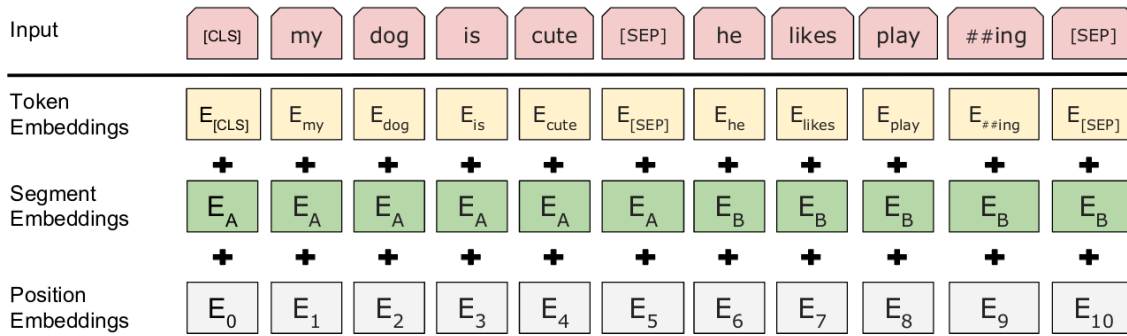 Input [CLS] my dog is cute [SEP] he likes play ##ing [SEP]
Token
Embeddings E[CLS] Emy Edog Eis Ecute E[SEP] Ehe Elikes Eplay E##ing E[SEP]
+ + + + + + + + + + +
Segment
Embeddings EA EA EA EA EA EA EB EB EB EB EB
+ + + + + + + + + + +
Position
Embeddings E0 E1 E2 E3 E4 E5 E6 E7 E8 E9 E10